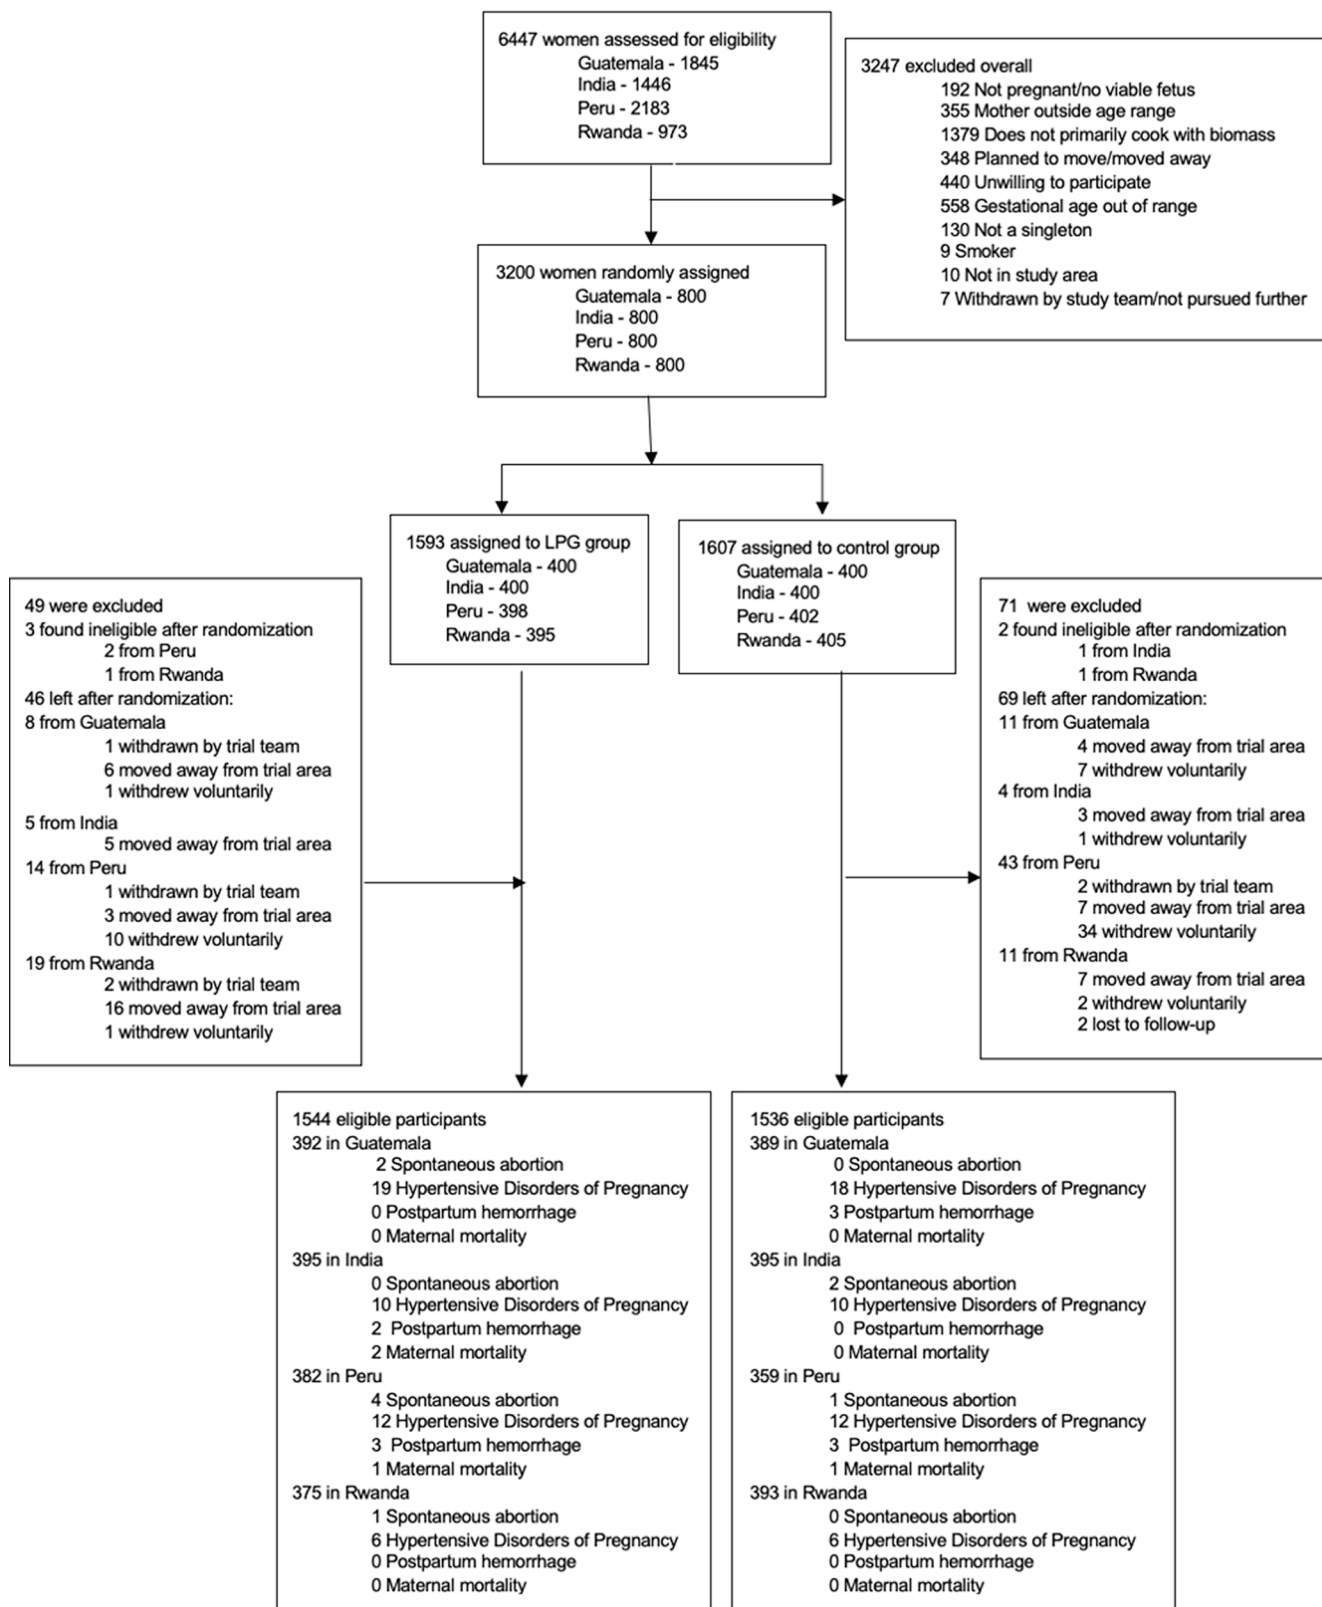 6447 women assessed for eligibility
Guatemala - 1845
India - 1446
Peru - 2183
Rwanda - 973
3247 excluded overall
192 Not pregnant/no viable fetus
355 Mother outside age range
1379 Does not primarily cook with biomass
348 Planned to move/moved away
440 Unwilling to participate
558 Gestational age out of range
130 Not a singleton
9 Smoker
10 Not in study area
7 Withdrawn by study team/not pursued further
3200 women randomly assigned
Guatemala - 800
India - 800
Peru - 800
Rwanda - 800
1593 assigned to LPG group
Guatemala - 400
India - 400
Peru - 398
Rwanda - 395
1607 assigned to control group
Guatemala - 400
India - 400
Peru - 402
Rwanda - 405
49 were excluded
3 found ineligible after randomization
2 from Peru
1 from Rwanda
46 left after randomization:
8 from Guatemala
1 withdrawn by trial team
6 moved away from trial area
1 withdrew voluntarily
5 from India
5 moved away from trial area
14 from Peru
1 withdrawn by trial team
3 moved away from trial area
10 withdrew voluntarily
19 from Rwanda
2 withdrawn by trial team
16 moved away from trial area
1 withdrew voluntarily
71 were excluded
2 found ineligible after randomization
1 from India
1 from Rwanda
69 left after randomization:
11 from Guatemala
4 moved away from trial area
7 withdrew voluntarily
4 from India
3 moved away from trial area
1 withdrew voluntarily
43 from Peru
2 withdrawn by trial team
7 moved away from trial area
34 withdrew voluntarily
11 from Rwanda
7 moved away from trial area
2 withdrew voluntarily
2 lost to follow-up
1544 eligible participants
392 in Guatemala
2 Spontaneous abortion
19 Hypertensive Disorders of Pregnancy
0 Postpartum hemorrhage
0 Maternal mortality
395 in India
0 Spontaneous abortion
10 Hypertensive Disorders of Pregnancy
2 Postpartum hemorrhage
2 Maternal mortality
382 in Peru
4 Spontaneous abortion
12 Hypertensive Disorders of Pregnancy
3 Postpartum hemorrhage
1 Maternal mortality
375 in Rwanda
1 Spontaneous abortion
6 Hypertensive Disorders of Pregnancy
0 Postpartum hemorrhage
0 Maternal mortality
1536 eligible participants
389 in Guatemala
0 Spontaneous abortion
18 Hypertensive Disorders of Pregnancy
3 Postpartum hemorrhage
0 Maternal mortality
395 in India
2 Spontaneous abortion
10 Hypertensive Disorders of Pregnancy
0 Postpartum hemorrhage
0 Maternal mortality
359 in Peru
1 Spontaneous abortion
12 Hypertensive Disorders of Pregnancy
3 Postpartum hemorrhage
1 Maternal mortality
393 in Rwanda
0 Spontaneous abortion
6 Hypertensive Disorders of Pregnancy
0 Postpartum hemorrhage
0 Maternal mortality